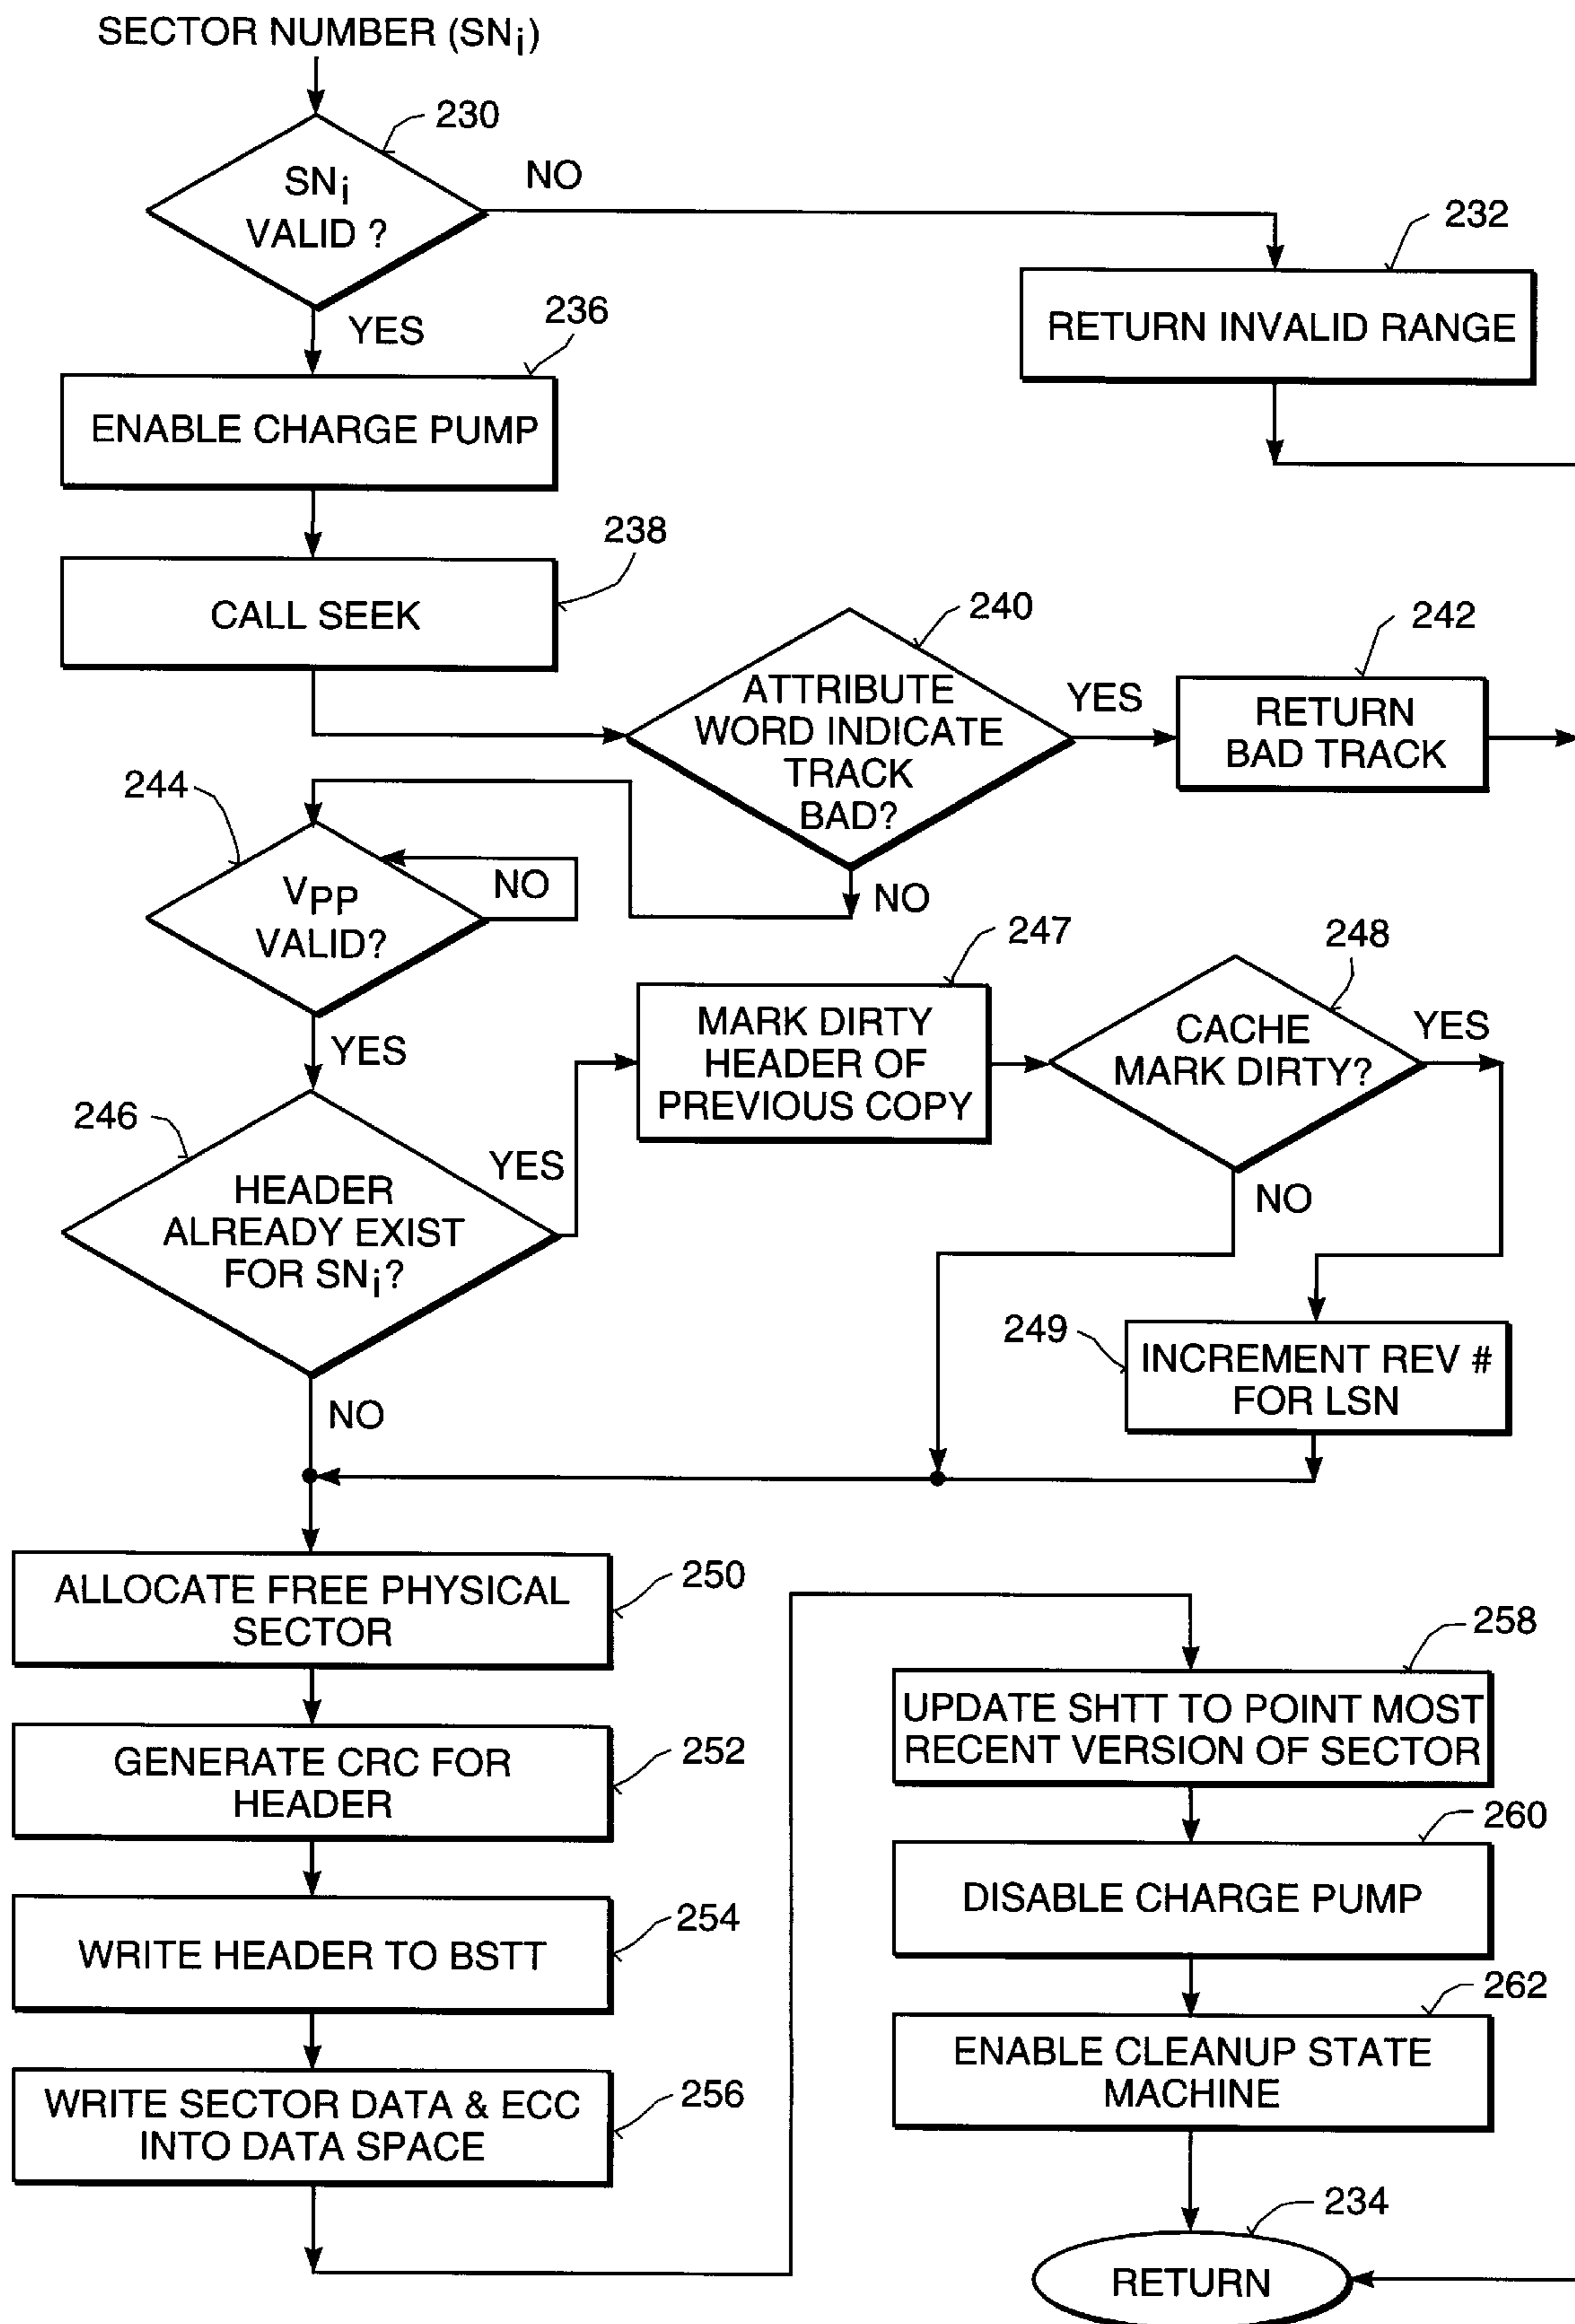 SECTOR NUMBER (SNi)
230
SNi
VALID ?
NO
232
RETURN INVALID RANGE
YES
236
ENABLE CHARGE PUMP
238
CALL SEEK
240
ATTRIBUTE
WORD INDICATE
TRACK
BAD?
YES
242
RETURN
BAD TRACK
NO
244
VPP
VALID?
NO
YES
246
HEADER
ALREADY EXIST
FOR SNi?
YES
247
MARK DIRTY
HEADER OF
PREVIOUS COPY
248
CACHE
MARK DIRTY?
YES
NO
249
INCREMENT REV #
FOR LSN
NO
250
ALLOCATE FREE PHYSICAL
SECTOR
252
GENERATE CRC FOR
HEADER
254
WRITE HEADER TO BSTT
256
WRITE SECTOR DATA & ECC
INTO DATA SPACE
258
UPDATE SHTT TO POINT MOST
RECENT VERSION OF SECTOR
260
DISABLE CHARGE PUMP
262
ENABLE CLEANUP STATE
MACHINE
234
RETURN